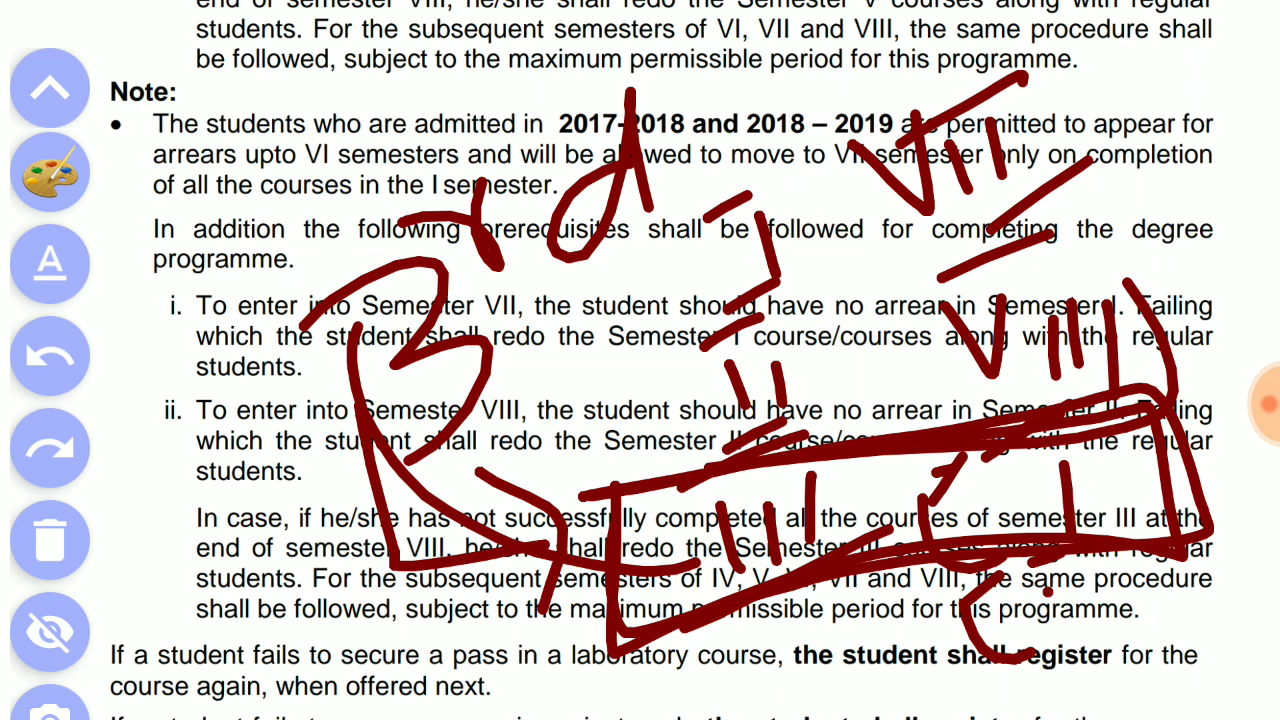 end of semester VIII, he/she shall redo the Semester V courses along with regular
students. For the subsequent semesters of VI, VII and VIII, the same procedure shall
be followed, subject to the maximum permissible period for this programme.
Note:
• The students who are admitted in 2017-2018 and 2018 – 2019 are permitted to appear for
arrears upto VI semesters and will be allowed to move to VII semester only on completion
of all the courses in the I semester.
In addition the following prerequisites shall be followed for completing the degree
programme.
i. To enter into Semester VII, the student should have no arrear in Semester I. Failing
which the student shall redo the Semester I course/courses along with the regular
students.
ii. To enter into Semester VIII, the student should have no arrear in Semester II. Failing
which the student shall redo the Semester II course/courses along with the regular
students.
In case, if he/she has not successfully completed all the courses of semester III at the
end of semester VIII, he/she shall redo the Semester III courses along with regular
students. For the subsequent semesters of IV, V, VI, VII and VIII, the same procedure
shall be followed, subject to the maximum permissible period for this programme.
If a student fails to secure a pass in a laboratory course, the student shall register for the
course again, when offered next.
A
3rd
I
VII
II
VIII
III